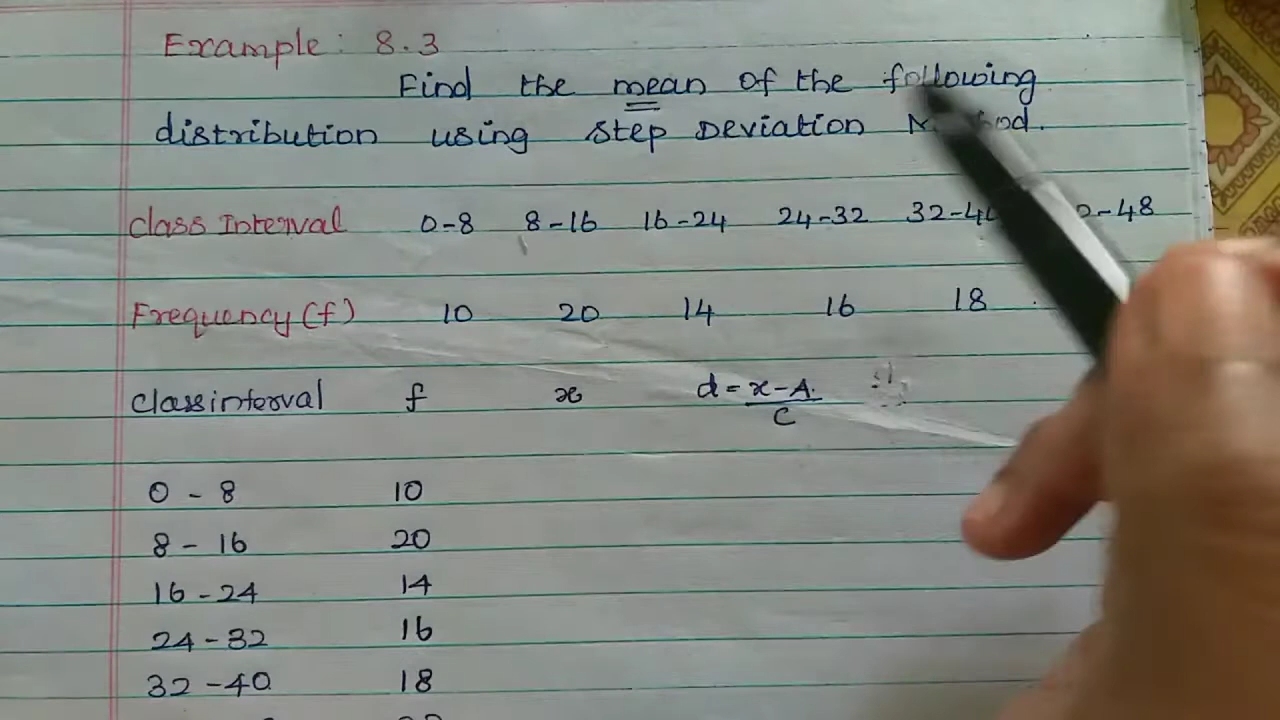 Example: 8.3
Find the mean of the following
distribution using step Deviation
class Interval 0-8 8-16 16-24 24-32
Frequency (f) 10 20 14 16 18
class interval f x d = x-A / C
0 - 8 10
8 - 16 20
16 - 24 14
24 - 32 16
32 - 40 18